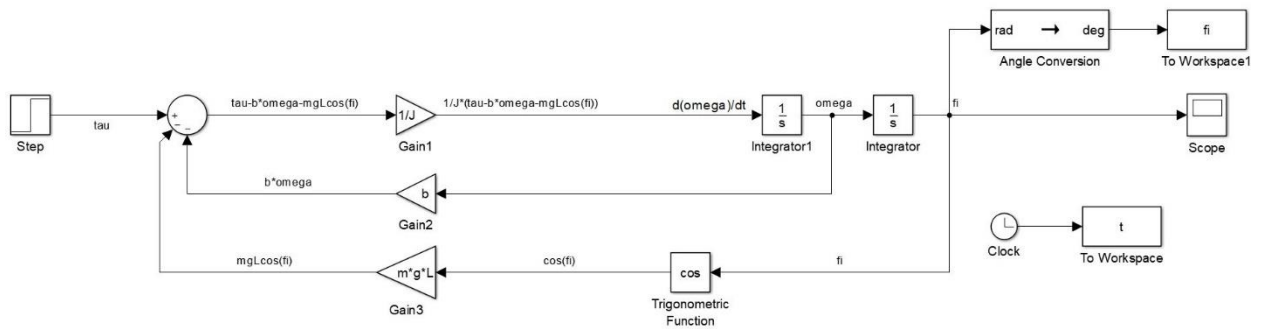 rad → deg
Angle Conversion
fi
To Workspace1
Step
tau
+
−
−
tau-b*omega-mgLcos(fi)
1/J
Gain1
1/J*(tau-b*omega-mgLcos(fi))
d(omega)/dt
1
s
Integrator1
omega
1
s
Integrator
fi
Scope
b*omega
b
Gain2
mgLcos(fi)
m*g*L
Gain3
cos(fi)
cos
Trigonometric
Function
fi
Clock
t
To Workspace